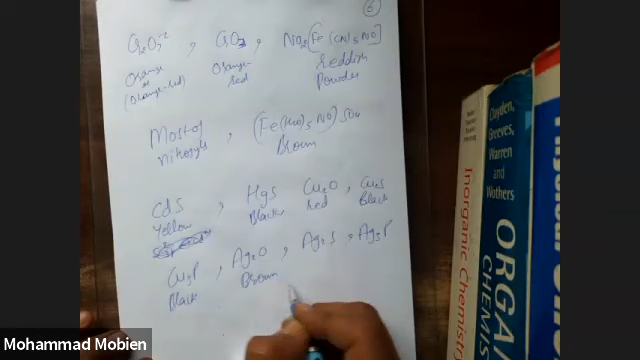 6
Cr₂O₇⁻², CrO₃, Na₂[Fe(CN)₅NO]
Orange or (Orange-red) Orange-red Reddish Powder
Most of nitrosyls, [Fe(H₂O)₅NO]SO₄
Brown
CdS, HgS Cu₂O, CuS
Yellow Black Red Black
Cu₃P, Ag₂O, Ag₂S, Ag₃P
Black Brown
Clayden,
Greeves,
Warren
and
Wothers
ORGANIC CHEMIS
Inorganic Chemistry
Mohammad Mobien